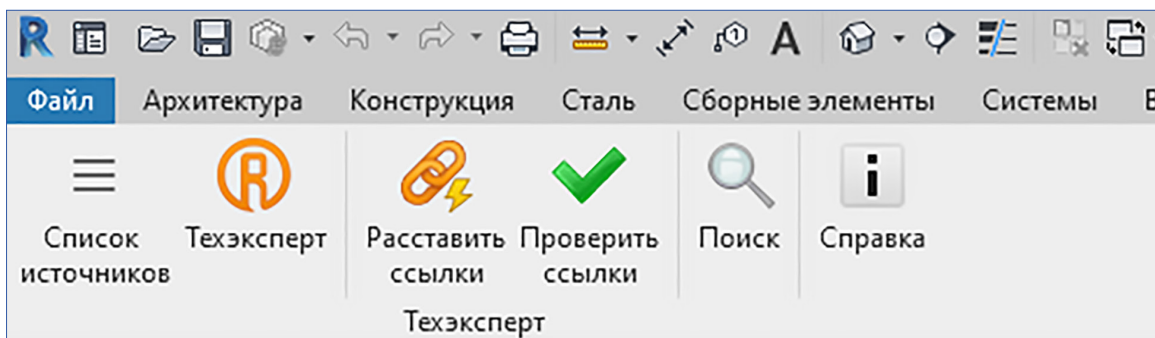 Файл Архитектура Конструкция Сталь Сборные элементы Системы В
Список Техэксперт Расставить Проверить Поиск Справка
источников ссылки ссылки
Техэксперт